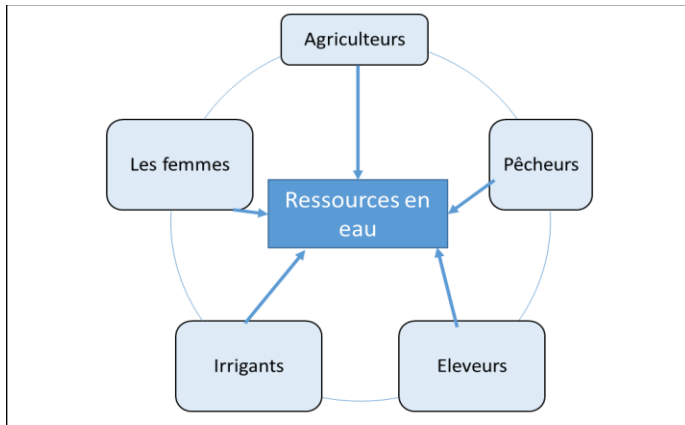 Agriculteurs
Les femmes
Pêcheurs
Ressources en
eau
Irrigants
Eleveurs